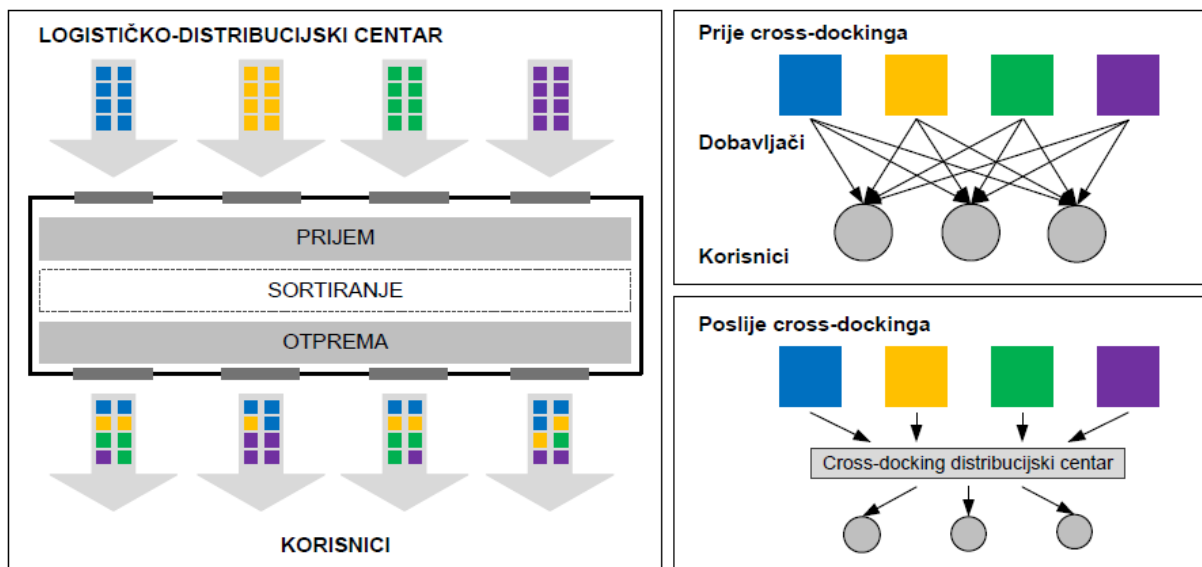 LOGISTIČKO-DISTRIBUCIJSKI CENTAR
PRIJEM
SORTIRANJE
OTPREMA
KORISNICI
Prije cross-dockinga
Dobavljači
Korisnici
Poslije cross-dockinga
Cross-docking distribucijski centar